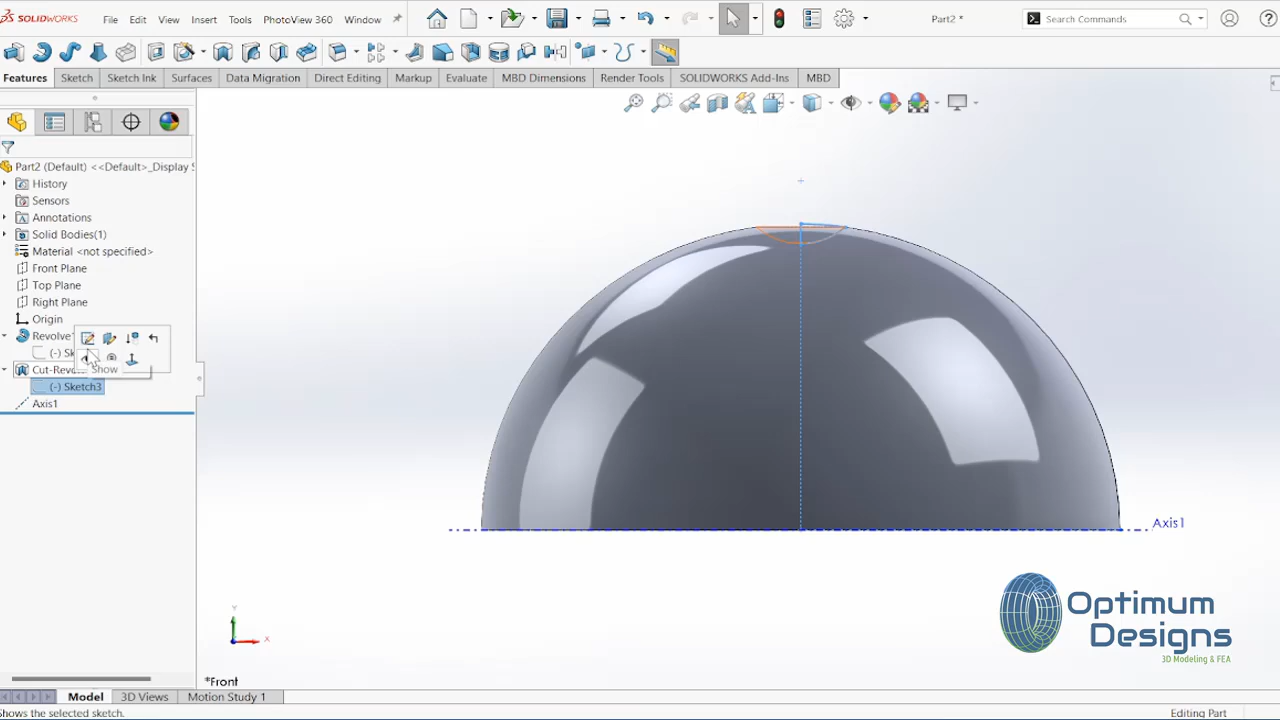 SOLIDWORKS File Edit View Insert Tools PhotoView 360 Window Part2 * Search Commands
Features Sketch Sketch Ink Surfaces Data Migration Direct Editing Markup Evaluate MBD Dimensions Render Tools SOLIDWORKS Add-Ins MBD
Part2 (Default) <<Default>_Display S
History
Sensors
Annotations
Solid Bodies(1)
Material <not specified>
Front Plane
Top Plane
Right Plane
Origin
Revolve
(-) Sk
Cut-Revo
Show
(-) Sketch3
Axis1
Axis1
Y
X
*Front
Optimum
Designs
3D Modeling & FEA
Model 3D Views Motion Study 1
Shows the selected sketch. Editing Part